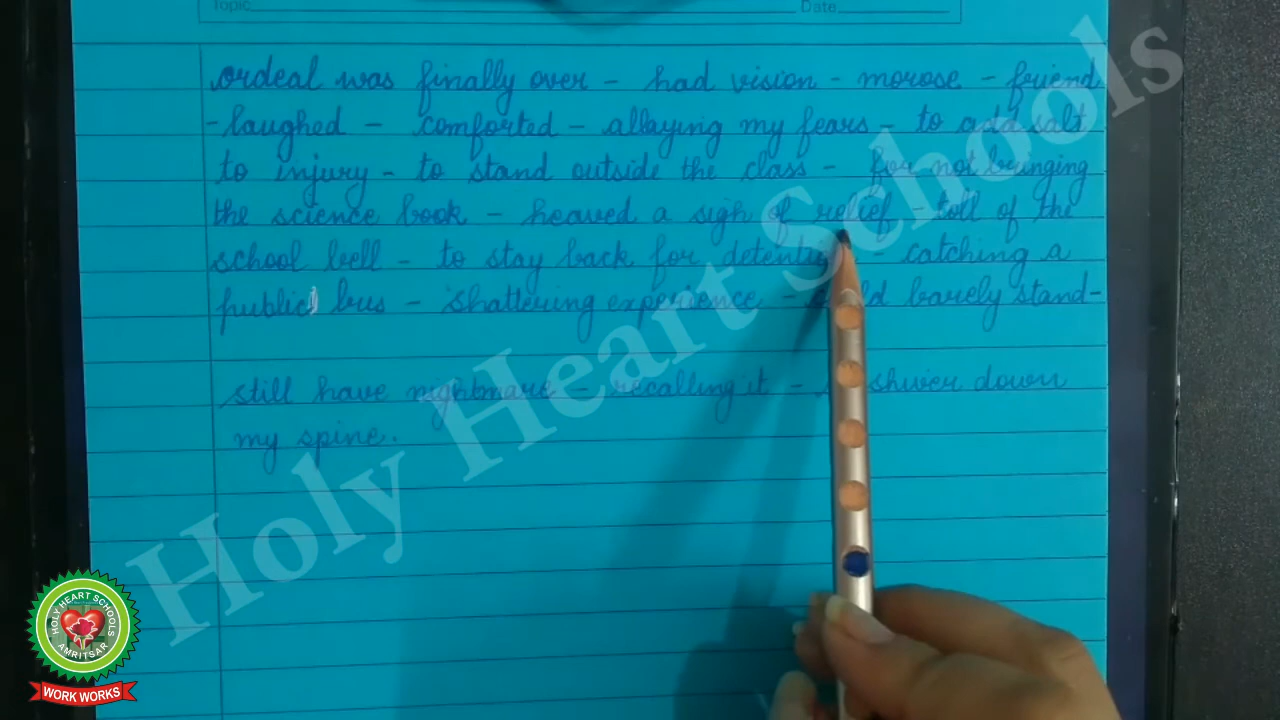 Topic Date
ordeal was finally over - had vision - morose - friend
- laughed - comforted - allaying my fears - to add salt
to injury - to stand outside the class - for not bringing
the science book - heaved a sigh of relief toll of the
school bell - to stay back for detention - catching a
public bus - shattering experience - could barely stand -
still have nightmare - recalling it - shiver down
my spine.
Holy Heart Schools
HOLY HEART SCHOOLS
AMRITSAR
WORK WORKS